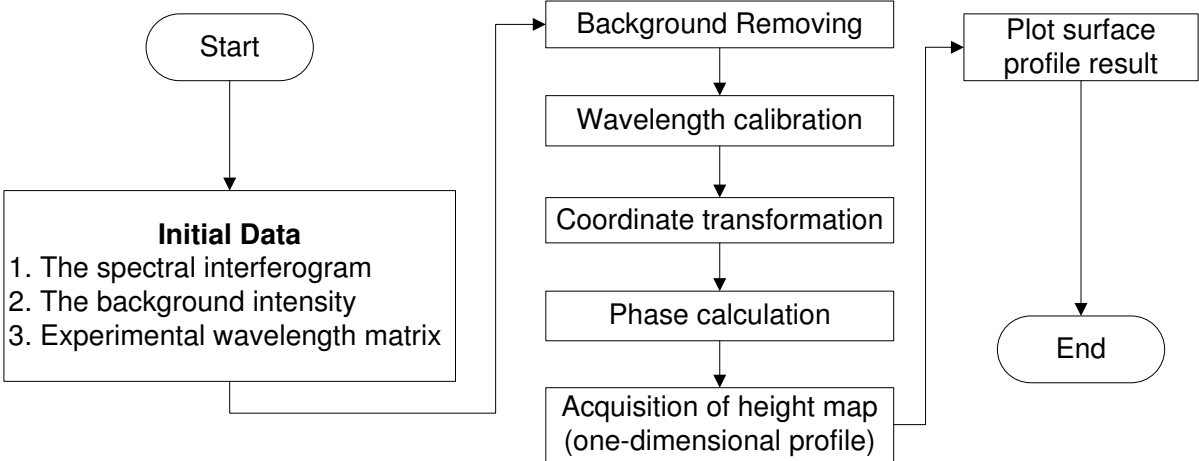 Start
Initial Data
1. The spectral interferogram
2. The background intensity
3. Experimental wavelength matrix
Background Removing
Wavelength calibration
Coordinate transformation
Phase calculation
Acquisition of height map
(one-dimensional profile)
Plot surface
profile result
End